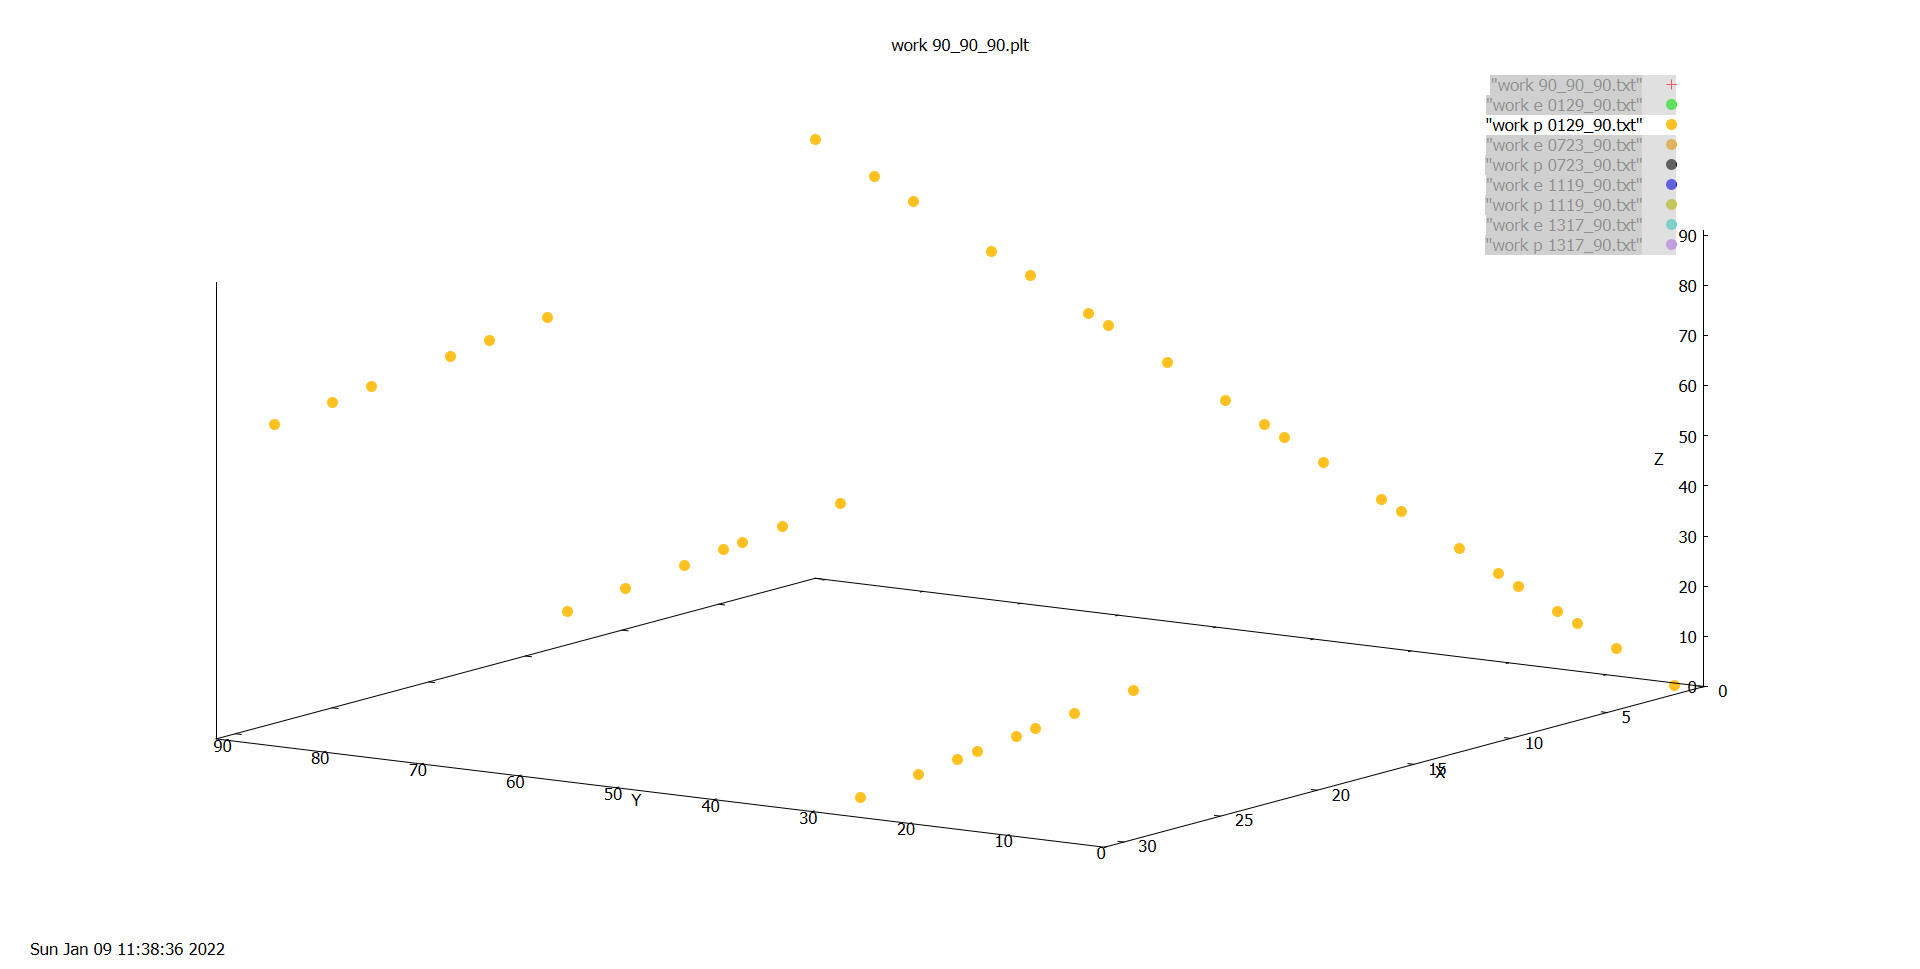 work 90_90_90.plt
"work 90_90_90.txt"
"work e 0129_90.txt"
"work p 0129_90.txt"
"work e 0723_90.txt"
"work p 0723_90.txt"
"work e 1119_90.txt"
"work p 1119_90.txt"
"work e 1317_90.txt"
"work p 1317_90.txt"
90
80
70
60
50
Z
40
30
20
10
0
0
5
10
15
X
20
25
30
90
80
70
60
50
Y
40
30
20
10
0
Sun Jan 09 11:38:36 2022